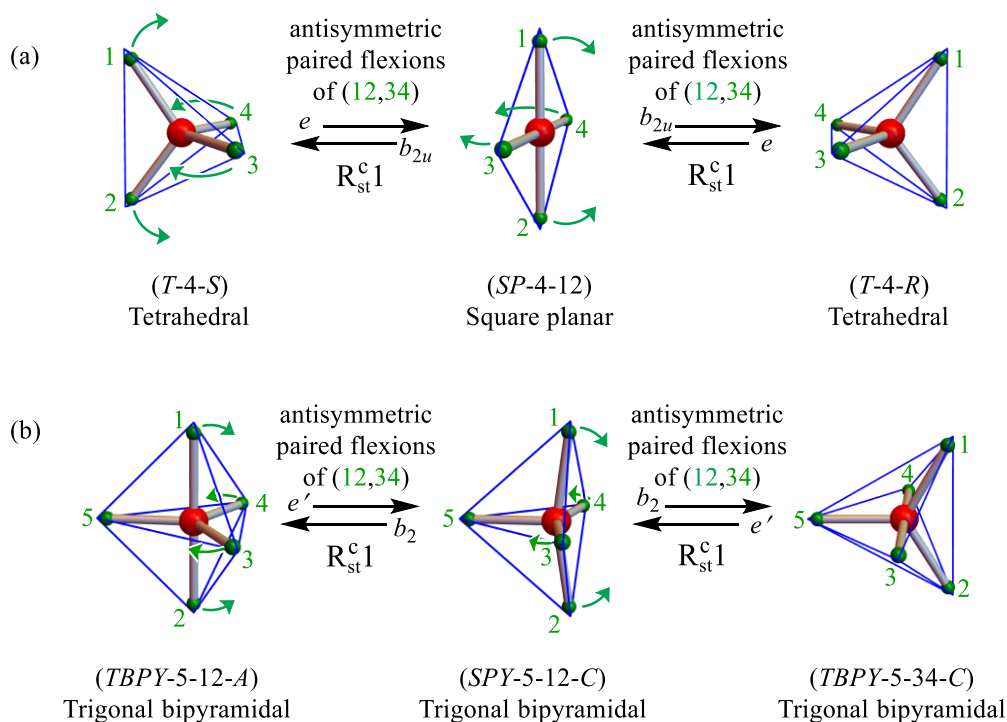 (a)
1
2
3
4
antisymmetric
paired flexions
of (12,34)
e
b2u
R^c_st1
1
2
3
4
antisymmetric
paired flexions
of (12,34)
b2u
e
R^c_st1
1
2
3
4
(T-4-S)
Tetrahedral
(SP-4-12)
Square planar
(T-4-R)
Tetrahedral
(b)
1
2
3
4
5
antisymmetric
paired flexions
of (12,34)
e′
b2
R^c_st1
1
2
3
4
5
antisymmetric
paired flexions
of (12,34)
b2
e′
R^c_st1
1
2
3
4
5
(TBPY-5-12-A)
Trigonal bipyramidal
(SPY-5-12-C)
Trigonal bipyramidal
(TBPY-5-34-C)
Trigonal bipyramidal